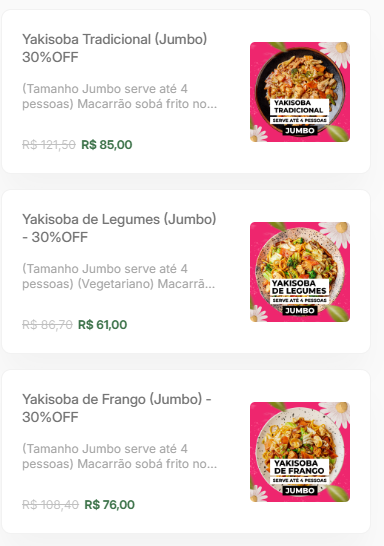 Yakisoba Tradicional (Jumbo)
30%OFF
(Tamanho Jumbo serve até 4
pessoas) Macarrão sobá frito no...
R$ 121,50 R$ 85,00
YAKISOBA
TRADICIONAL
SERVE ATÉ 4 PESSOAS
JUMBO
Yakisoba de Legumes (Jumbo)
- 30%OFF
(Tamanho Jumbo serve até 4
pessoas) (Vegetariano) Macarrã...
R$ 86,70 R$ 61,00
YAKISOBA
DE LEGUMES
SERVE ATÉ 4 PESSOAS
JUMBO
Yakisoba de Frango (Jumbo) -
30%OFF
(Tamanho Jumbo serve até 4
pessoas) Macarrão sobá frito no...
R$ 108,40 R$ 76,00
YAKISOBA
DE FRANGO
SERVE ATÉ 4 PESSOAS
JUMBO